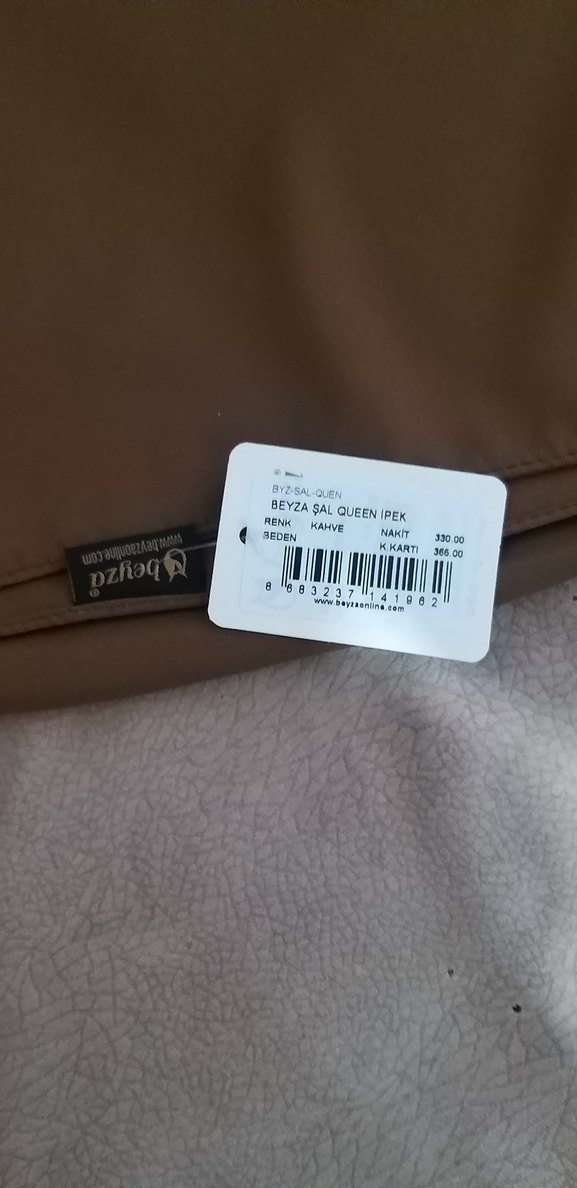 BYZ-SAL-QUEN
BEYZA ŞAL QUEEN İPEK
RENK KAHVE NAKİT 330.00
BEDEN K.KARTI 366.00
8 683237 141962
www.beyzaonline.com
beyza®
www.beyzaonline.com